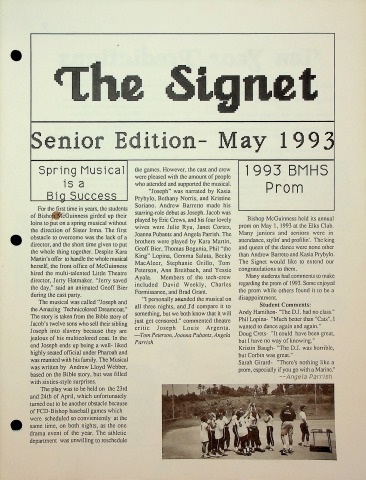 The Signet
Senior Edition- May 1993
Spring Musical
is a
Big Success
For the first time in years, the students
of Bishop McGuinness girded up their
loins to put on a spring musical without
the direction of Sister Irma. The first
obstacle to overcome was the lack of a
director, and the short time given to put
the whole thing together. Despite Kara
Martin's offer to handle the whole musical
herself, the front office of McGuinness
hired the multi-talented Little Theatre
director, Jerry Hatmaker. "Jerry saved
the day," said an animated Geoff Bier
during the cast party.
The musical was called "Joseph and
the Amazing Technicolored Dreamcoat."
The story is taken from the Bible story of
Jacob's twelve sons who sell their sibling
Joseph into slavery because they are
jealous of his multicolored coat. In the
end Joseph ends up being a well- liked
highly seated official under Pharoah and
was reunited with his family. The Musical
was written by Andrew Lloyd Webber,
based on the Bible story, but was filled
with sixties-style surprises.
The play was to be held on the 23rd
and 24th of April, which unfortunately
turned out to be another obstacle because
of FCD-Bishop baseball games which
were scheduled so conveniently at the
same time, on both nights, as the one
drama event of the year. The athletic
department was unwilling to reschedule
the games. However, the cast and crew
were pleased with the amount of people
who attended and supported the musical.
"Joseph" was narrated by Kasia
Prybylo, Bethany Norris, and Kristine
Soriano. Andrew Barreto made his
starring-role debut as Joseph. Jacob was
played by Eric Crews, and his four lovely
wives were Julie Rys, Janet Cortes,
Joanna Pubants and Angela Parrish. The
brothers were played by Kara Martin,
Geoff Bier, Thomas Bogunia, Phil "the
King" Lopina, Gemma Saluta, Becky
MacAleer, Stephanie Grillo, Tom
Peterson, Ann Breitbach, and Yessie
Ayala. Members of the tech-crew
included David Weekly, Charles
Formisance, and Brad Grant.
"I personally attended the musical on
all three nights, and I'd compare it to
something, but we both know that it will
just get censored." commented theatre
critic Joseph Louis Argenta.
--Tom Peterson, Joanna Pubants, Angela
Parrish
1993 BMHS
Prom
Bishop McGuinness held its annual
prom on May 1, 1993 at the Elks Club.
Many juniors and seniors were in
attendance, stylin' and profilin'. The king
and queen of the dance were none other
than Andrew Barreto and Kasia Prybylo.
The Signet would like to extend our
congratulations to them.
Many students had comments to make
regarding the prom of 1993. Some enjoyed
the prom while others found it to be a
disappointment.
Student Comments:
Andy Hamilton- "The D.J. had no class."
Phil Lopina- "Much better than 'Cats', I
wanted to dance again and again."
Doug Crets- "It could have been great,
but I have no way of knowing."
Kristin Baugh- "The D.J. was horrible,
but Corbin was great."
Sarah Girard- "There's nothing like a
prom, especially if you go with a Marine."
--Angela Parrish